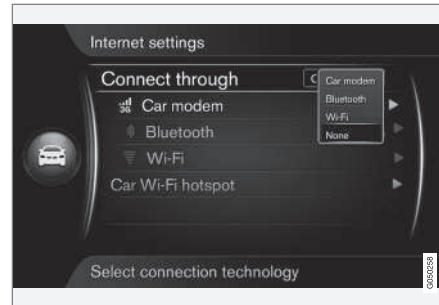 Internet settings
Connect through
C
Car modem
Bluetooth
Wi-Fi
None
3G Car modem
Bluetooth
Wi-Fi
Car Wi-Fi hotspot
Select connection technology
G050258